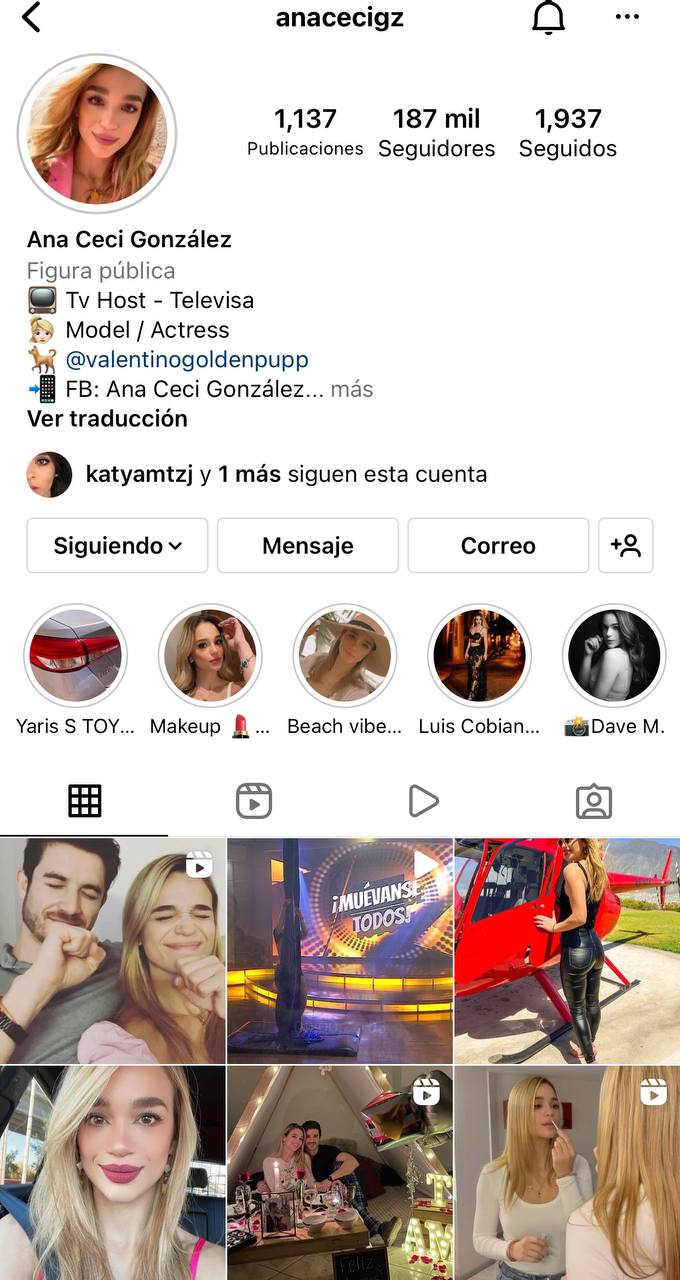 anacecigz
1,137 187 mil 1,937
Publicaciones Seguidores Seguidos
Ana Ceci González
Figura pública
Tv Host - Televisa
Model / Actress
@valentinogoldenpupp
FB: Ana Ceci González... más
Ver traducción
katyamtzj y 1 más siguen esta cuenta
Siguiendo Mensaje Correo
Yaris S TOY... Makeup 💄... Beach vibe... Luis Cobian... 📸Dave M.
¡MUÉVANSE
TODOS!
T
AM
Feliz